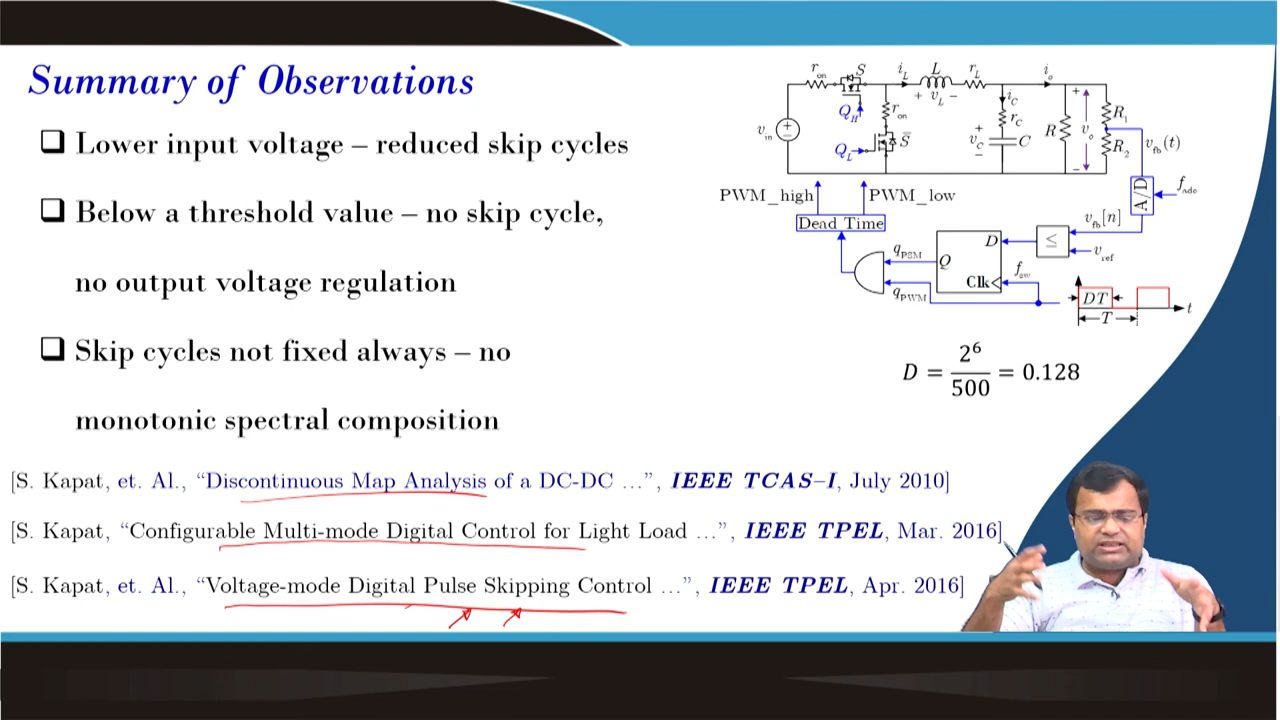 Summary of Observations
❑ Lower input voltage – reduced skip cycles
❑ Below a threshold value – no skip cycle,
no output voltage regulation
❑ Skip cycles not fixed always – no
monotonic spectral composition
[S. Kapat, et. Al., “Discontinuous Map Analysis of a DC-DC ...”, IEEE TCAS–I, July 2010]
[S. Kapat, “Configurable Multi-mode Digital Control for Light Load ...”, IEEE TPEL, Mar. 2016]
[S. Kapat, et. Al., “Voltage-mode Digital Pulse Skipping Control ...”, IEEE TPEL, Apr. 2016]
r_on S i_L L r_L i_o
+ v_L −
Q_H r_on i_C r_C R_1
v_in + − Q_L S̄ + v_C − C R + v_o − R_2 v_fb(t)
PWM_high PWM_low A/D f_adc
Dead Time v_fb[n]
q_PSM Q D ≤ v_ref
Clk f_sw
q_PWM DT
T t
D = 2^6 / 500 = 0.128